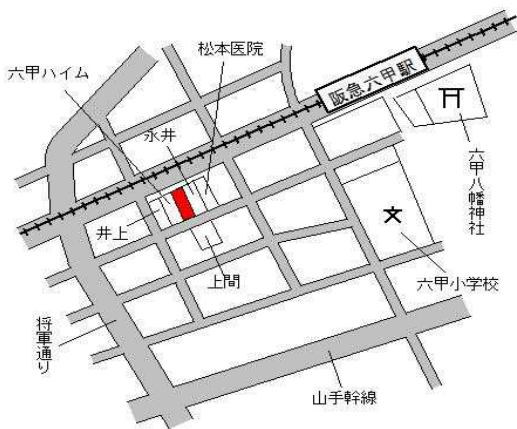 松本医院
六甲ハイム
永井
阪急六甲駅
六甲八幡神社
井上
上間
六甲小学校
将軍通り
山手幹線